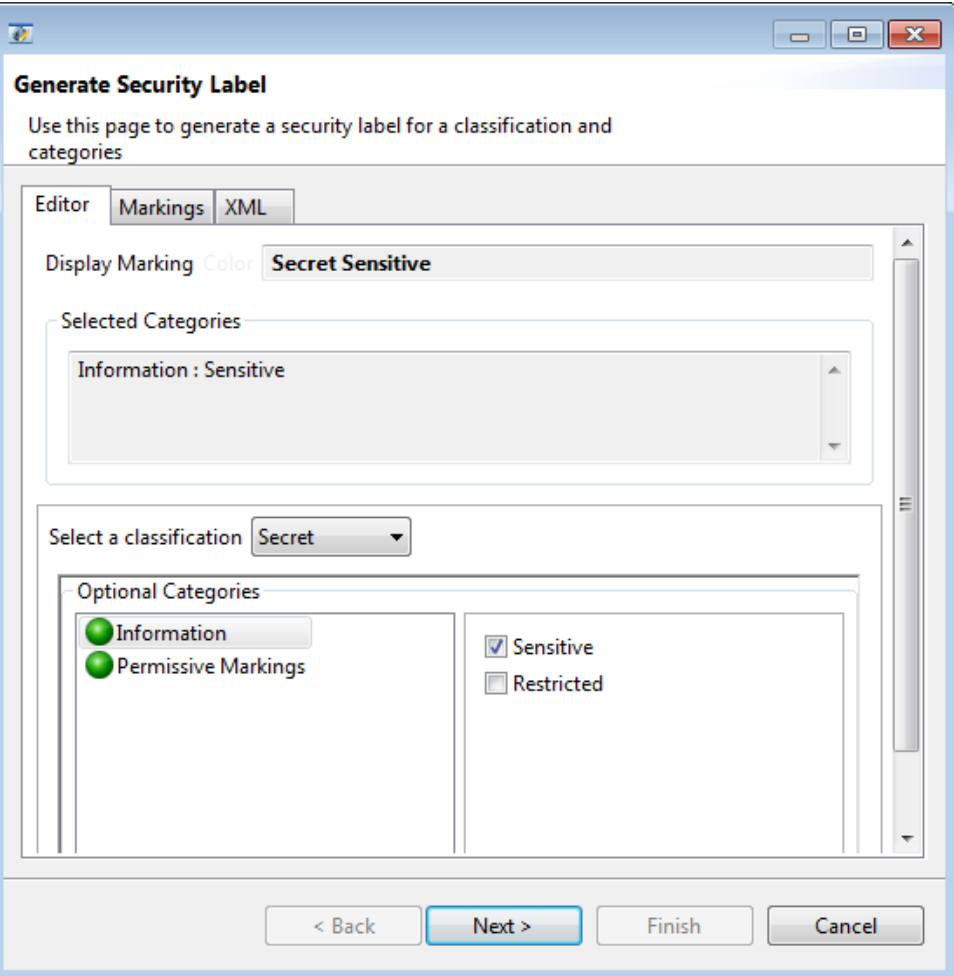 Generate Security Label
Use this page to generate a security label for a classification and
categories
Editor Markings XML
Display Marking Color Secret Sensitive
Selected Categories
Information : Sensitive
Select a classification Secret
Optional Categories
Information
Permissive Markings
Sensitive
Restricted
< Back Next > Finish Cancel